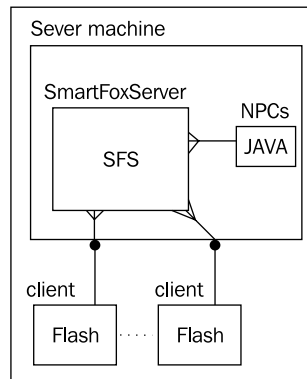 Sever machine
SmartFoxServer
NPCs
SFS
JAVA
client
client
Flash
Flash